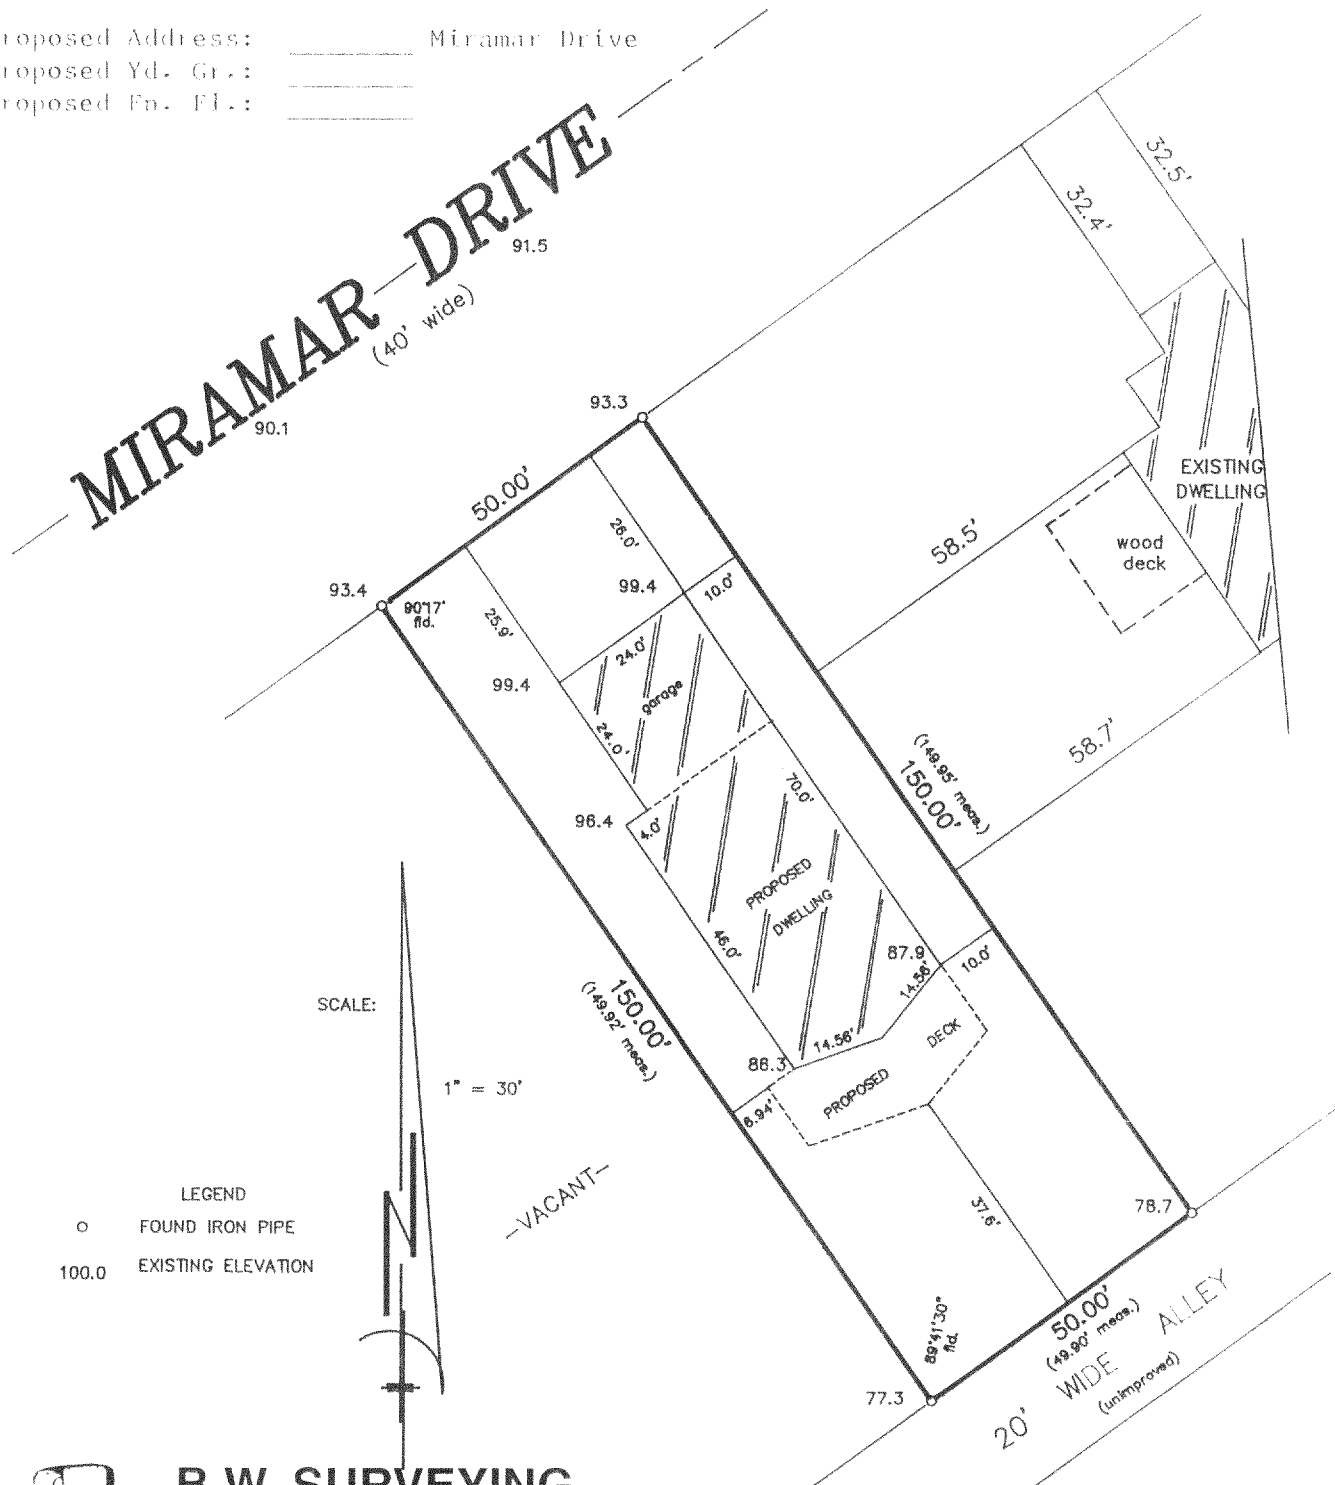 roposed Address: Miramar Drive
roposed Yd. Gr.:
roposed Fn. Fl.:
MIRAMAR DRIVE
(40' wide)
91.5
90.1
32.5'
32.4'
93.3
50.00'
93.4
90°17'
fld.
26.0'
25.9'
99.4
10.0'
99.4
24.0'
garage
24.0'
EXISTING
DWELLING
wood
deck
58.5'
58.7'
(149.95' meas.)
150.00'
70.0'
96.4
4.0'
PROPOSED
DWELLING
46.0'
87.9
14.56'
10.0'
150.00'
(149.92' meas.)
14.56'
86.3
DECK
PROPOSED
6.94'
SCALE:
1" = 30'
LEGEND
FOUND IRON PIPE
100.0 EXISTING ELEVATION
N
-VACANT-
37.6'
78.7
89°41'30"
fld.
50.00'
(49.90' meas.)
77.3
20' WIDE ALLEY
(unimproved)
R.W. SURVEYING